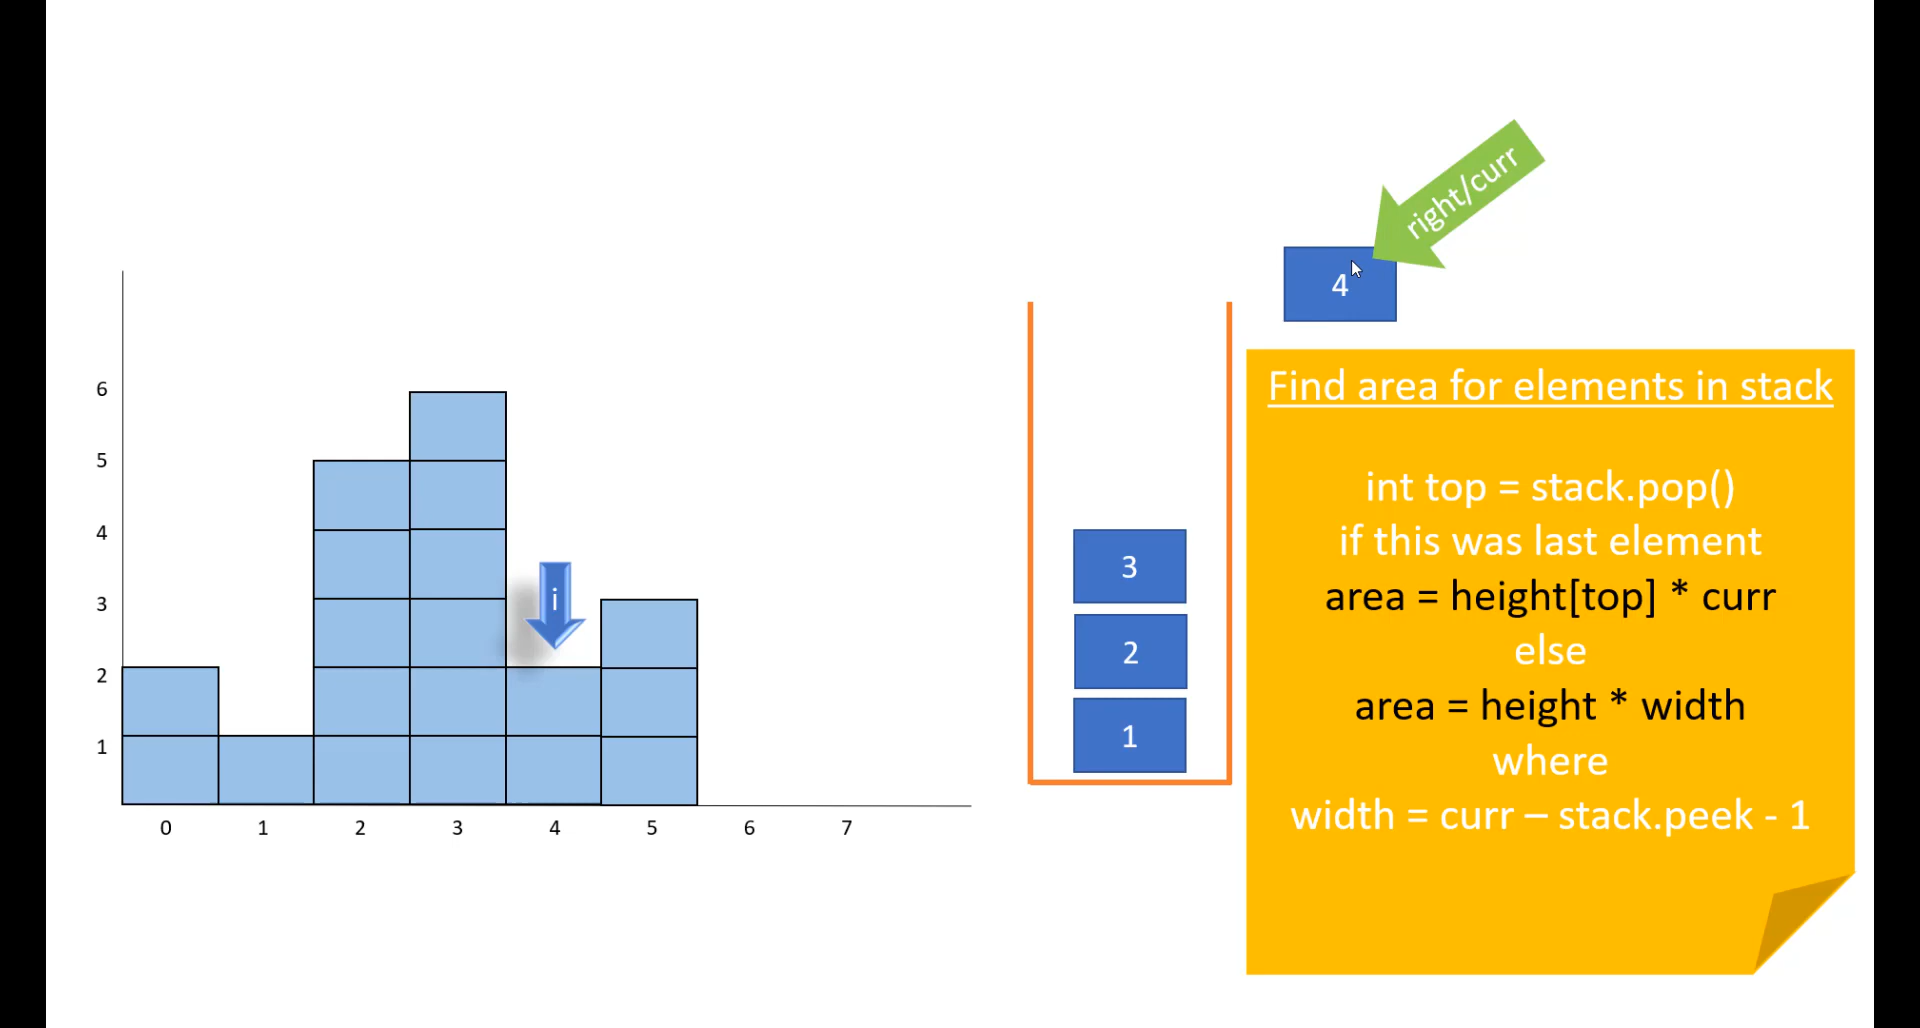 6
5
4
3
2
1
0 1 2 3 4 5 6 7
i
3
2
1
right/curr
4
Find area for elements in stack
int top = stack.pop()
if this was last element
area = height[top] * curr
else
area = height * width
where
width = curr – stack.peek - 1